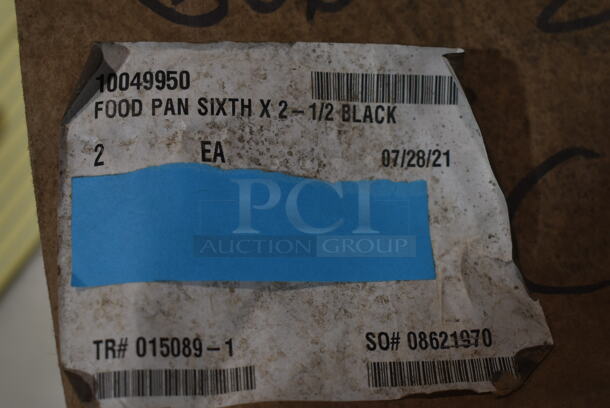 10049950
FOOD PAN SIXTH X 2-1/2 BLACK
2 EA 07/28/21
PCI
AUCTION GROUP
TR# 015089-1 SO# 08621970